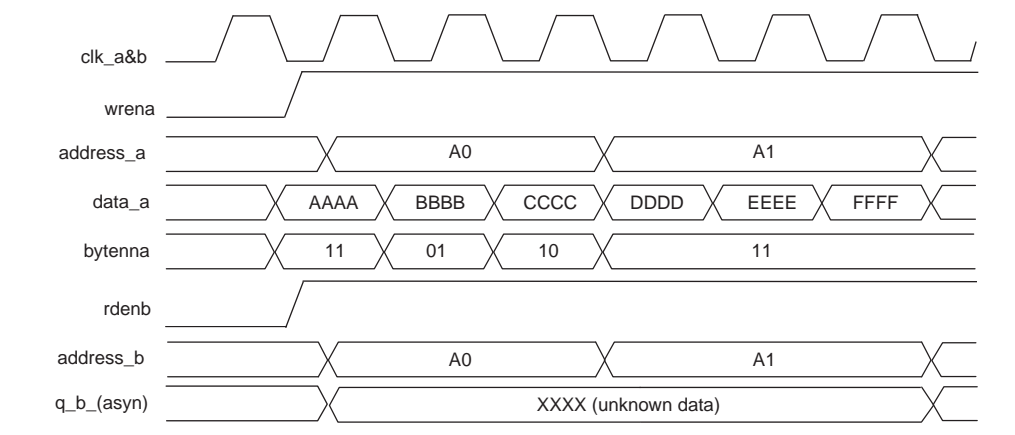 clk_a&b
wrena
address_a A0 A1
data_a AAAA BBBB CCCC DDDD EEEE FFFF
bytenna 11 01 10 11
rdenb
address_b A0 A1
q_b_(asyn) XXXX (unknown data)